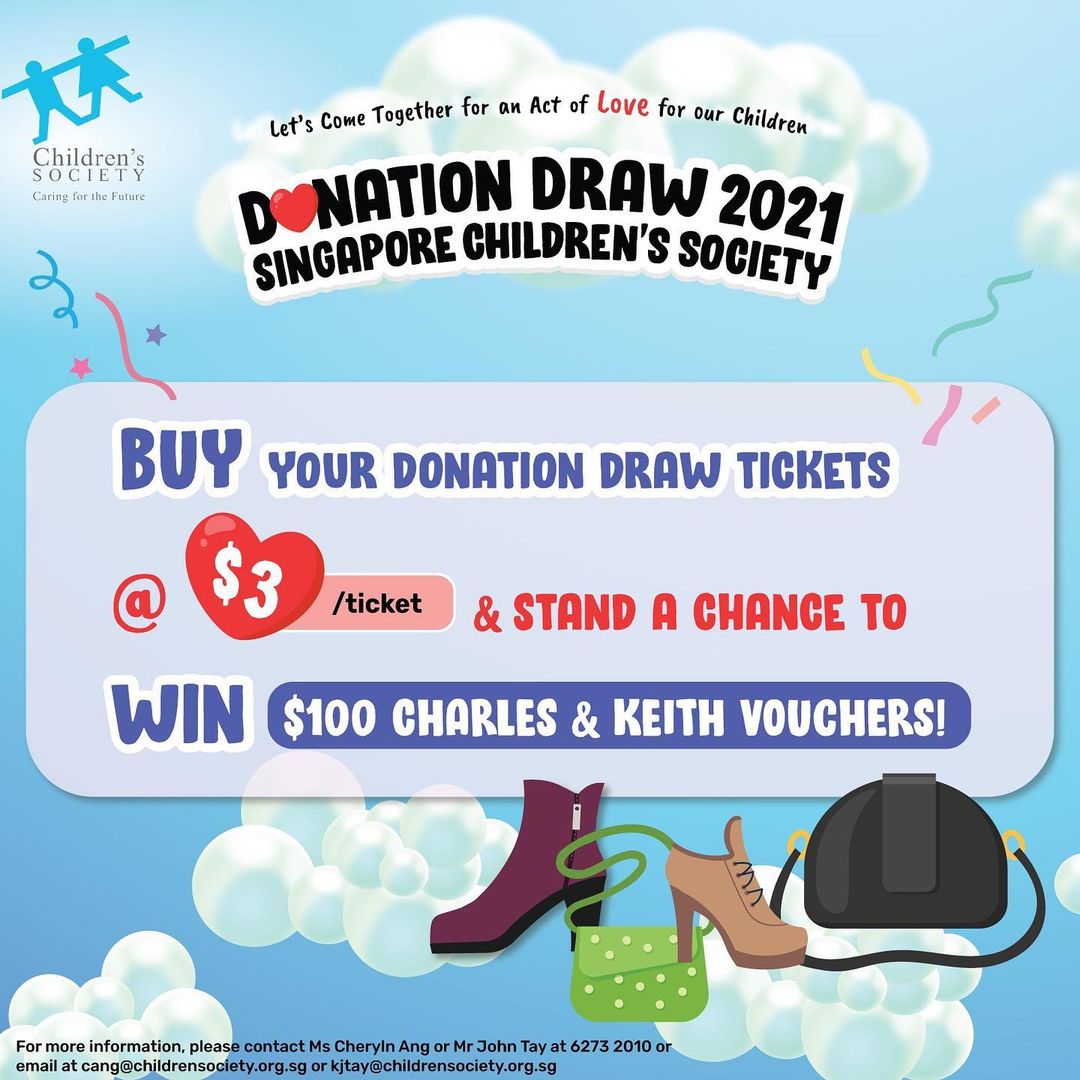 Children's
SOCIETY
Caring for the Future
Let's Come Together for an Act of Love for our Children
DONATION DRAW 2021
SINGAPORE CHILDREN'S SOCIETY
BUY YOUR DONATION DRAW TICKETS
@ $3 /ticket & STAND A CHANCE TO
WIN $100 CHARLES & KEITH VOUCHERS!
For more information, please contact Ms Cheryln Ang or Mr John Tay at 6273 2010 or
email at cang@childrensociety.org.sg or kjtay@childrensociety.org.sg